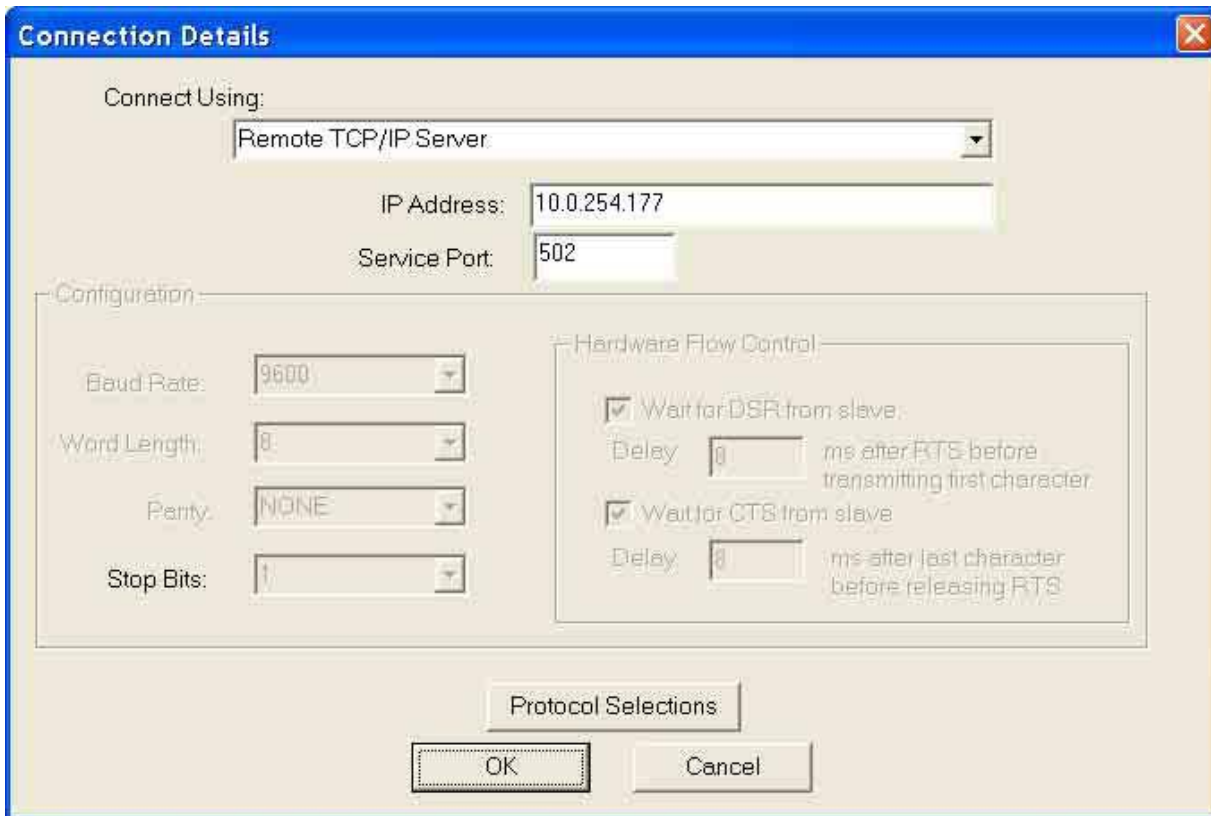 Connection Details
Connect Using:
Remote TCP/IP Server
IP Address: 10.0.254.177
Service Port: 502
Configuration
Baud Rate: 9600
Word Length: 8
Parity: NONE
Stop Bits: 1
Hardware Flow Control
Wait for DSR from slave
Delay 8 ms after RTS before
transmitting first character
Wait for CTS from slave
Delay 8 ms after last character
before releasing RTS
Protocol Selections
OK Cancel